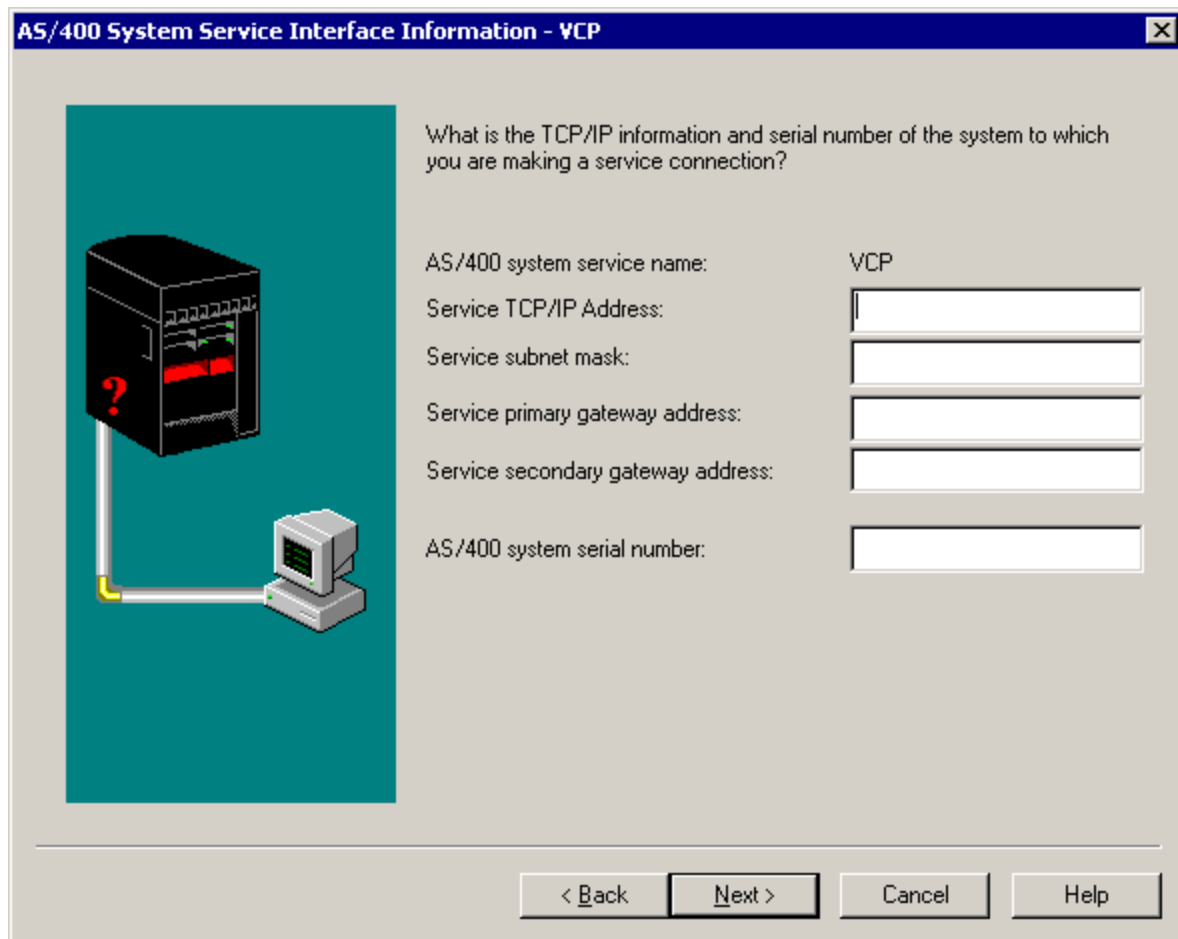 AS/400 System Service Interface Information - VCP
What is the TCP/IP information and serial number of the system to which
you are making a service connection?
AS/400 system service name: VCP
Service TCP/IP Address:
Service subnet mask:
Service primary gateway address:
Service secondary gateway address:
AS/400 system serial number:
?
< Back Next > Cancel Help